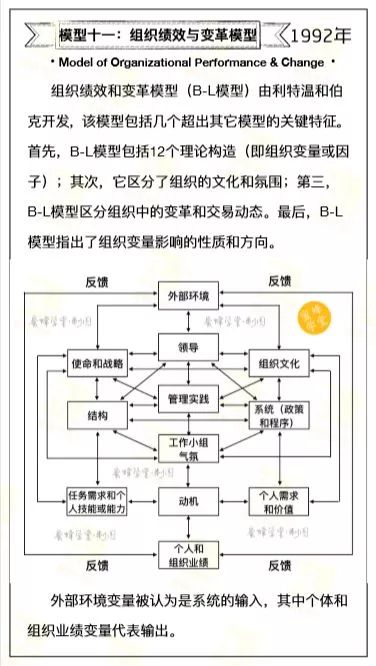 模型十一：组织绩效与变革模型
1992年
• Model of Organizational Performance & Change •
组织绩效和变革模型（B-L模型）由利特温和伯
克开发，该模型包括几个超出其它模型的关键特征。
首先，B-L模型包括12个理论构造（即组织变量或因
子）；其次，它区分了组织的文化和氛围；第三，
B-L模型区分组织中的变革和交易动态。最后，B-L
模型指出了组织变量影响的性质和方向。
反馈
外部环境
反馈
领导
使命和战略
组织文化
管理实践
结构
系统（政策
和程序）
工作小组
气氛
任务需求和个
人技能或能力
动机
个人需求
和价值
反馈
个人和
组织业绩
反馈
外部环境变量被认为是系统的输入，其中个体和
组织业绩变量代表输出。